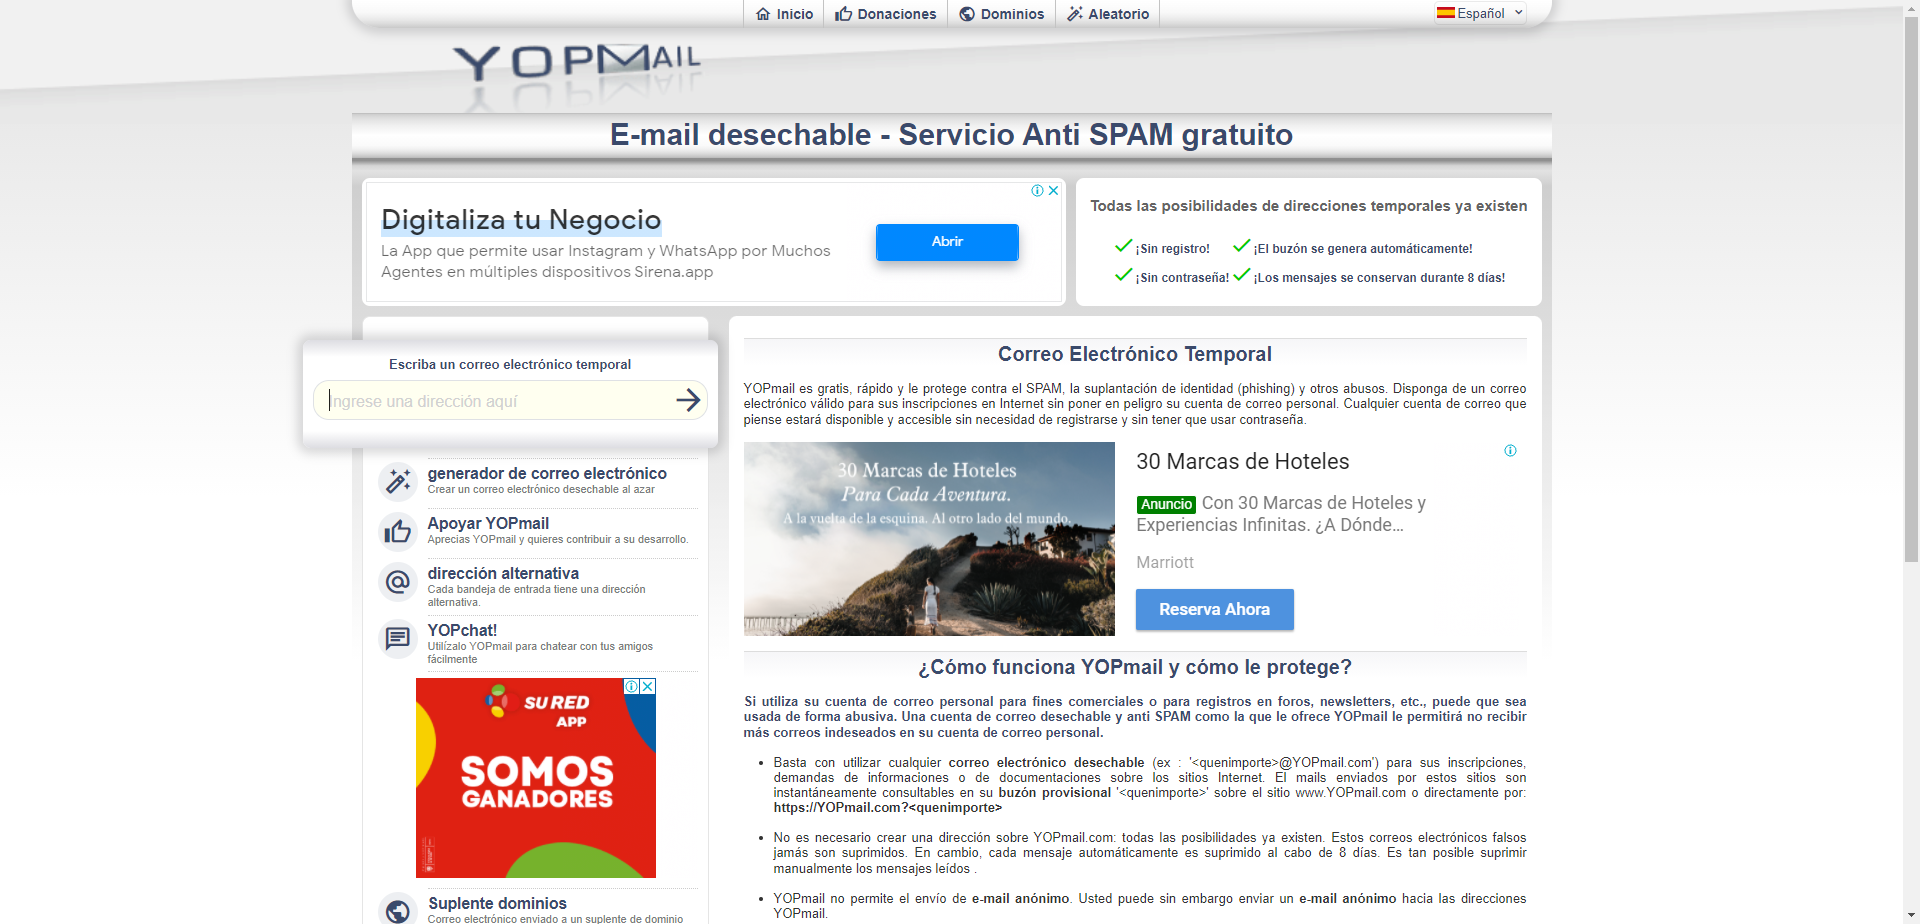 Inicio
Donaciones
Dominios
Aleatorio
Español
YOPMAIL
E-mail desechable - Servicio Anti SPAM gratuito
Digitaliza tu Negocio
La App que permite usar Instagram y WhatsApp por Muchos
Agentes en múltiples dispositivos Sirena.app
Abrir
Todas las posibilidades de direcciones temporales ya existen
¡Sin registro!
¡El buzón se genera automáticamente!
¡Sin contraseña!
¡Los mensajes se conservan durante 8 días!
Escriba un correo electrónico temporal
Ingrese una dirección aquí
generador de correo electrónico
Crear un correo electrónico desechable al azar
Apoyar YOPmail
Aprecias YOPmail y quieres contribuir a su desarrollo.
dirección alternativa
Cada bandeja de entrada tiene una dirección
alternativa.
YOPchat!
Utilízalo YOPmail para chatear con tus amigos
fácilmente
SU RED
APP
SOMOS
GANADORES
Suplente dominios
Correo electrónico enviado a un suplente de dominio
Correo Electrónico Temporal
YOPmail es gratis, rápido y le protege contra el SPAM, la suplantación de identidad (phishing) y otros abusos. Disponga de un correo
electrónico válido para sus inscripciones en Internet sin poner en peligro su cuenta de correo personal. Cualquier cuenta de correo que
piense estará disponible y accesible sin necesidad de registrarse y sin tener que usar contraseña.
30 Marcas de Hoteles
Para Cada Aventura.
A la vuelta de la esquina. Al otro lado del mundo.
30 Marcas de Hoteles
Anuncio Con 30 Marcas de Hoteles y
Experiencias Infinitas. ¿A Dónde...
Marriott
Reserva Ahora
¿Cómo funciona YOPmail y cómo le protege?
Si utiliza su cuenta de correo personal para fines comerciales o para registros en foros, newsletters, etc., puede que sea
usada de forma abusiva. Una cuenta de correo desechable y anti SPAM como la que le ofrece YOPmail le permitirá no recibir
más correos indeseados en su cuenta de correo personal.
• Basta con utilizar cualquier correo electrónico desechable (ex : '<quenimporte>@YOPmail.com') para sus inscripciones,
demandas de informaciones o de documentaciones sobre los sitios Internet. El mails enviados por estos sitios son
instantáneamente consultables en su buzón provisional '<quenimporte>' sobre el sitio www.YOPmail.com o directamente por:
https://YOPmail.com?<quenimporte>
• No es necesario crear una dirección sobre YOPmail.com: todas las posibilidades ya existen. Estos correos electrónicos falsos
jamás son suprimidos. En cambio, cada mensaje automáticamente es suprimido al cabo de 8 días. Es tan posible suprimir
manualmente los mensajes leídos .
• YOPmail no permite el envío de e-mail anónimo. Usted puede sin embargo enviar un e-mail anónimo hacia las direcciones
YOPmail.